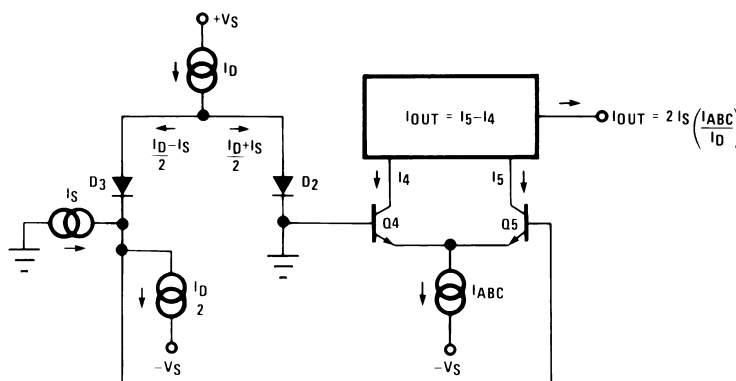 +VS
ID
ID/2 − IS
ID/2 + IS
D3
D2
IS
ID
2
−VS
IOUT = I5 − I4
IOUT = 2 IS (IABC/ID)
I4
I5
Q4
Q5
IABC
−VS